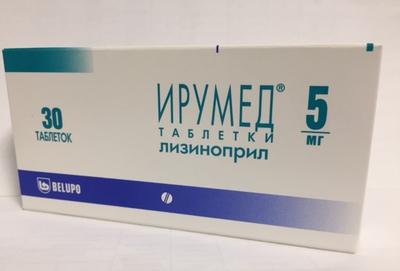 30
ТАБЛЕТОК
ИРУМЕД®
ТАБЛЕТКИ
ЛИЗИНОПРИЛ
5
МГ
BELUPO